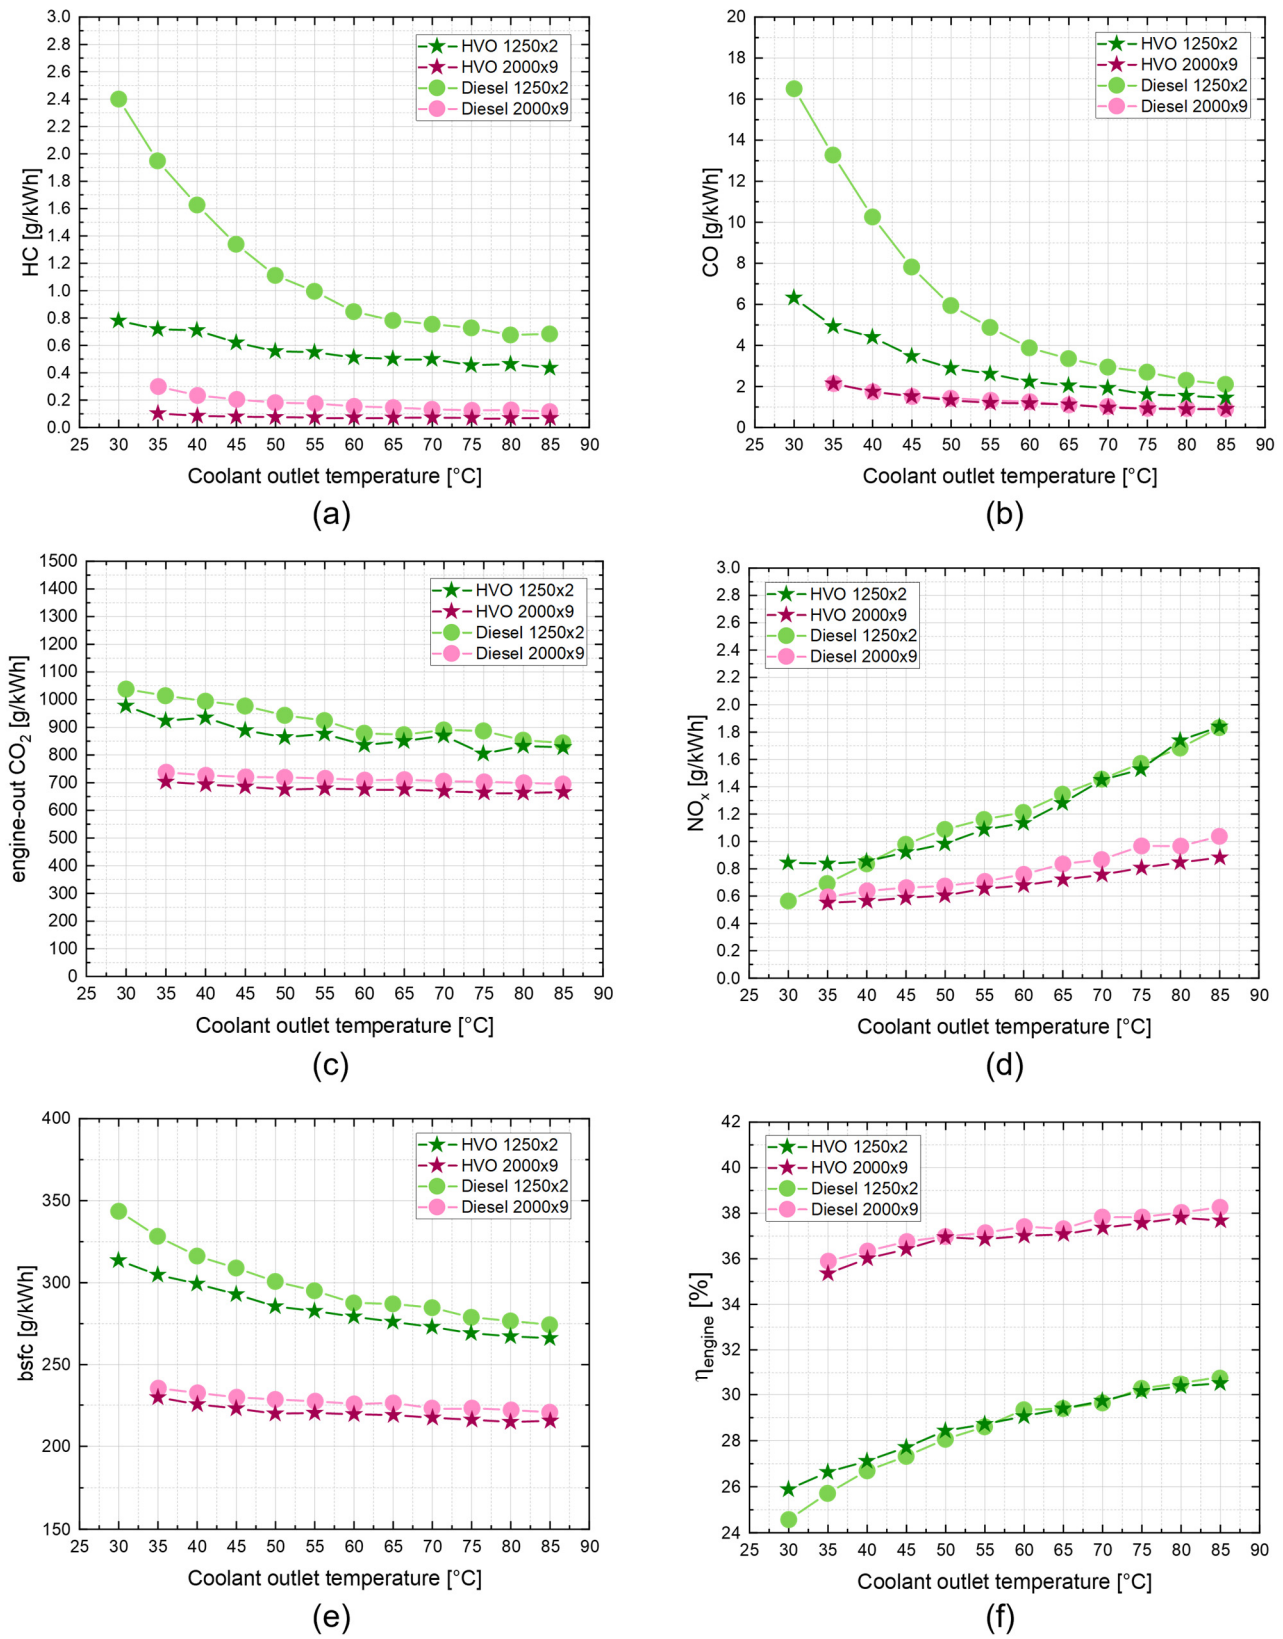 3.0
2.8
2.6
2.4
2.2
2.0
1.8
1.6
1.4
1.2
1.0
0.8
0.6
0.4
0.2
0.0
HC [g/kWh]
HVO 1250x2
HVO 2000x9
Diesel 1250x2
Diesel 2000x9
25 30 35 40 45 50 55 60 65 70 75 80 85 90
Coolant outlet temperature [°C]
(a)
20
18
16
14
12
10
8
6
4
2
0
CO [g/kWh]
HVO 1250x2
HVO 2000x9
Diesel 1250x2
Diesel 2000x9
25 30 35 40 45 50 55 60 65 70 75 80 85 90
Coolant outlet temperature [°C]
(b)
1500
1400
1300
1200
1100
1000
900
800
700
600
500
400
300
200
100
0
engine-out CO2 [g/kWh]
HVO 1250x2
HVO 2000x9
Diesel 1250x2
Diesel 2000x9
25 30 35 40 45 50 55 60 65 70 75 80 85 90
Coolant outlet temperature [°C]
(c)
3.0
2.8
2.6
2.4
2.2
2.0
1.8
1.6
1.4
1.2
1.0
0.8
0.6
0.4
0.2
0.0
NOx [g/kWh]
HVO 1250x2
HVO 2000x9
Diesel 1250x2
Diesel 2000x9
25 30 35 40 45 50 55 60 65 70 75 80 85 90
Coolant outlet temperature [°C]
(d)
400
350
300
250
200
150
bsfc [g/kWh]
HVO 1250x2
HVO 2000x9
Diesel 1250x2
Diesel 2000x9
25 30 35 40 45 50 55 60 65 70 75 80 85 90
Coolant outlet temperature [°C]
(e)
42
40
38
36
34
32
30
28
26
24
ηengine [%]
HVO 1250x2
HVO 2000x9
Diesel 1250x2
Diesel 2000x9
25 30 35 40 45 50 55 60 65 70 75 80 85 90
Coolant outlet temperature [°C]
(f)